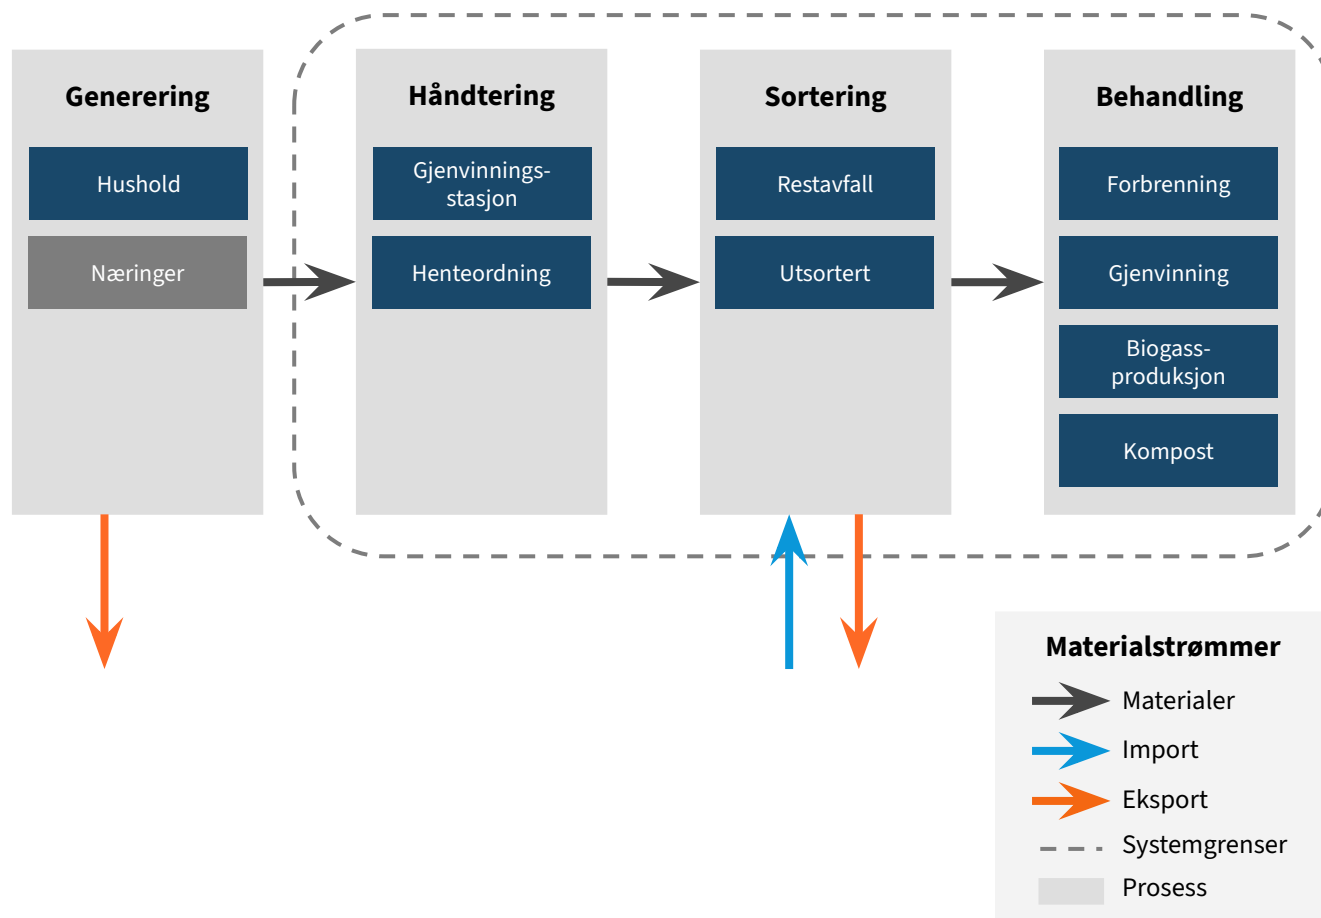 Generering
Hushold
Næringer
Håndtering
Gjenvinnings-
stasjon
Henteordning
Sortering
Restavfall
Utsortert
Behandling
Forbrenning
Gjenvinning
Biogass-
produksjon
Kompost
Materialstrømmer
Materialer
Import
Eksport
Systemgrenser
Prosess